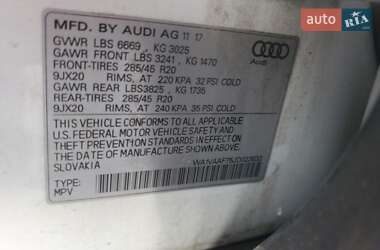 auto RIA.com
MFD. BY AUDI AG 11 17
GVWR LBS 6669 , KG 3025
GAWR FRONT LBS 3241 , KG 1470
FRONT-TIRES 285/45 R20
9JX20 RIMS, AT 220 KPA 32 PSI COLD
GAWR REAR LBS3825 , KG 1735
REAR-TIRES 285/45 R20
9JX20 RIMS, AT 240 KPA 35 PSI COLD
Audi
THIS VEHICLE CONFORMS TO ALL APPLICABLE
U.S. FEDERAL MOTOR VEHICLE SAFETY AND
THEFT PREVENTION STANDARDS IN EFFECT ON
THE DATE OF MANUFACTURE SHOWN ABOVE.
SLOVAKIA
TYPE:
MPV